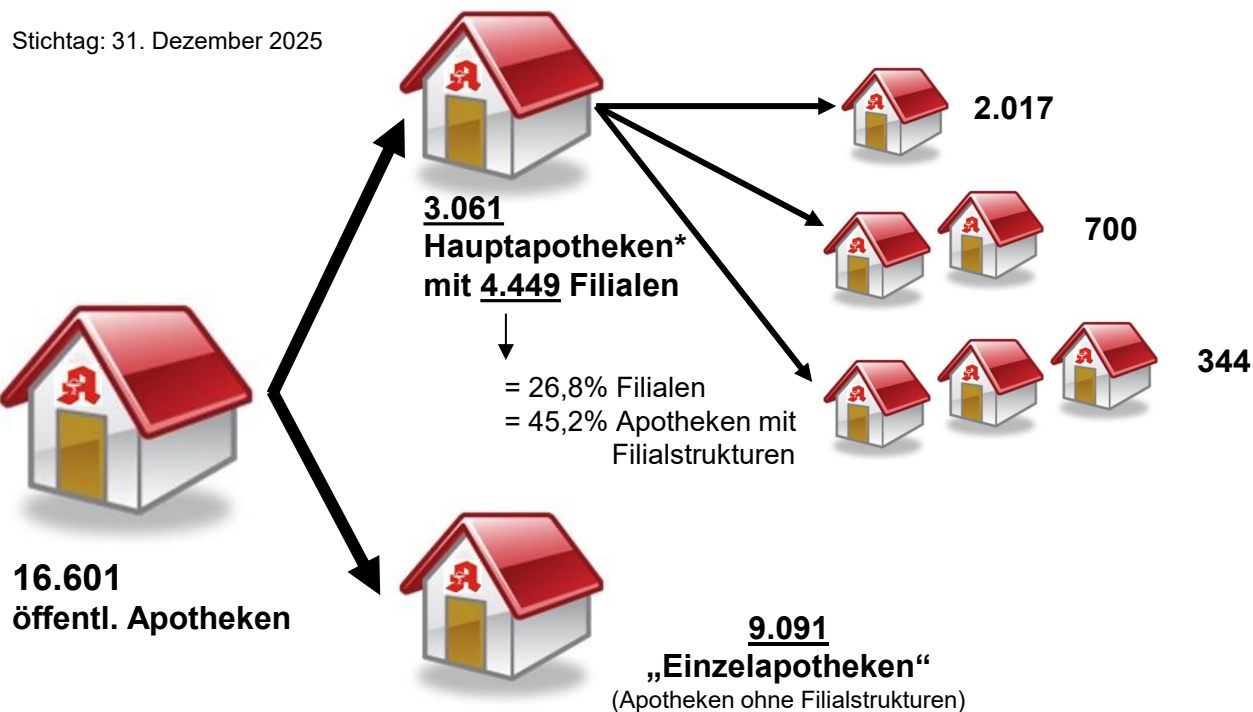 Stichtag: 31. Dezember 2025
3.061
Hauptapotheken*
mit 4.449 Filialen
= 26,8% Filialen
= 45,2% Apotheken mit
Filialstrukturen
2.017
700
344
16.601
öffentl. Apotheken
9.091
„Einzelapotheken“
(Apotheken ohne Filialstrukturen)